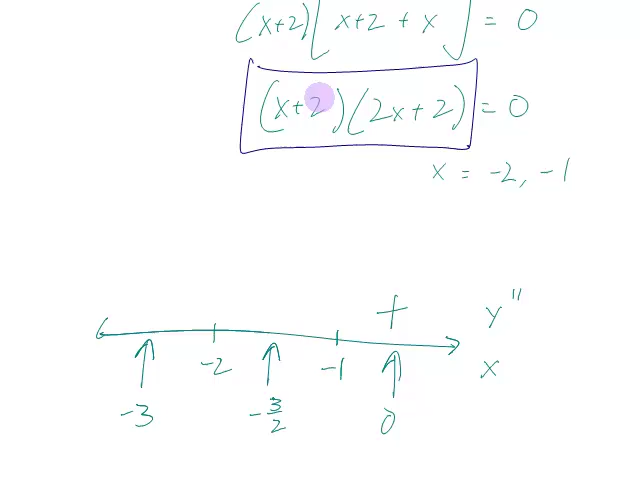 (x+2)[x+2 + x] = 0
(x+2)(2x+2) = 0
x = -2, -1
+ y''
-2 -1 x
-3 -3/2 0